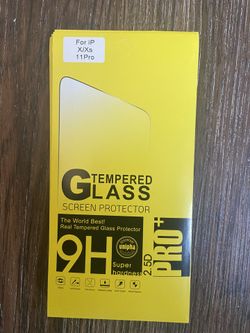 For iP
X/Xs
11Pro
TEMPERED
GLASS
SCREEN PROTECTOR
The World Best!
Real Tempered Glass Protector
9H
unipha
Super
hardness
2.5D
PRO+